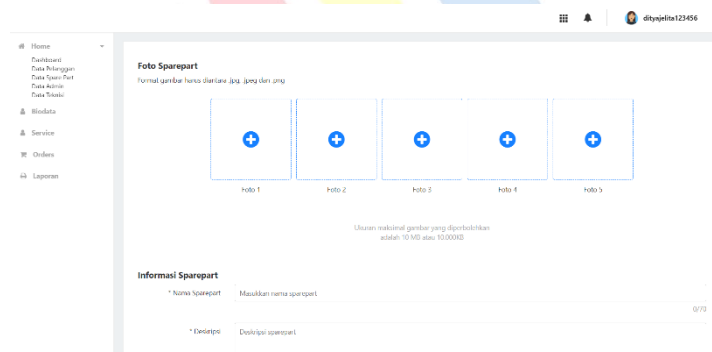 dityajelita123456
Home
Dashboard
Data Pelanggan
Data Spare Part
Data Admin
Data Teknisi
Biodata
Service
Orders
Laporan
Foto Sparepart
Format gambar harus diantara .jpg, .jpeg dan .png
Foto 1
Foto 2
Foto 3
Foto 4
Foto 5
Ukuran maksimal gambar yang diperbolehkan
adalah 10 MB atau 10.000KB
Informasi Sparepart
* Nama Sparepart
Masukkan nama sparepart
0/70
* Deskripsi
Deskripsi sparepart